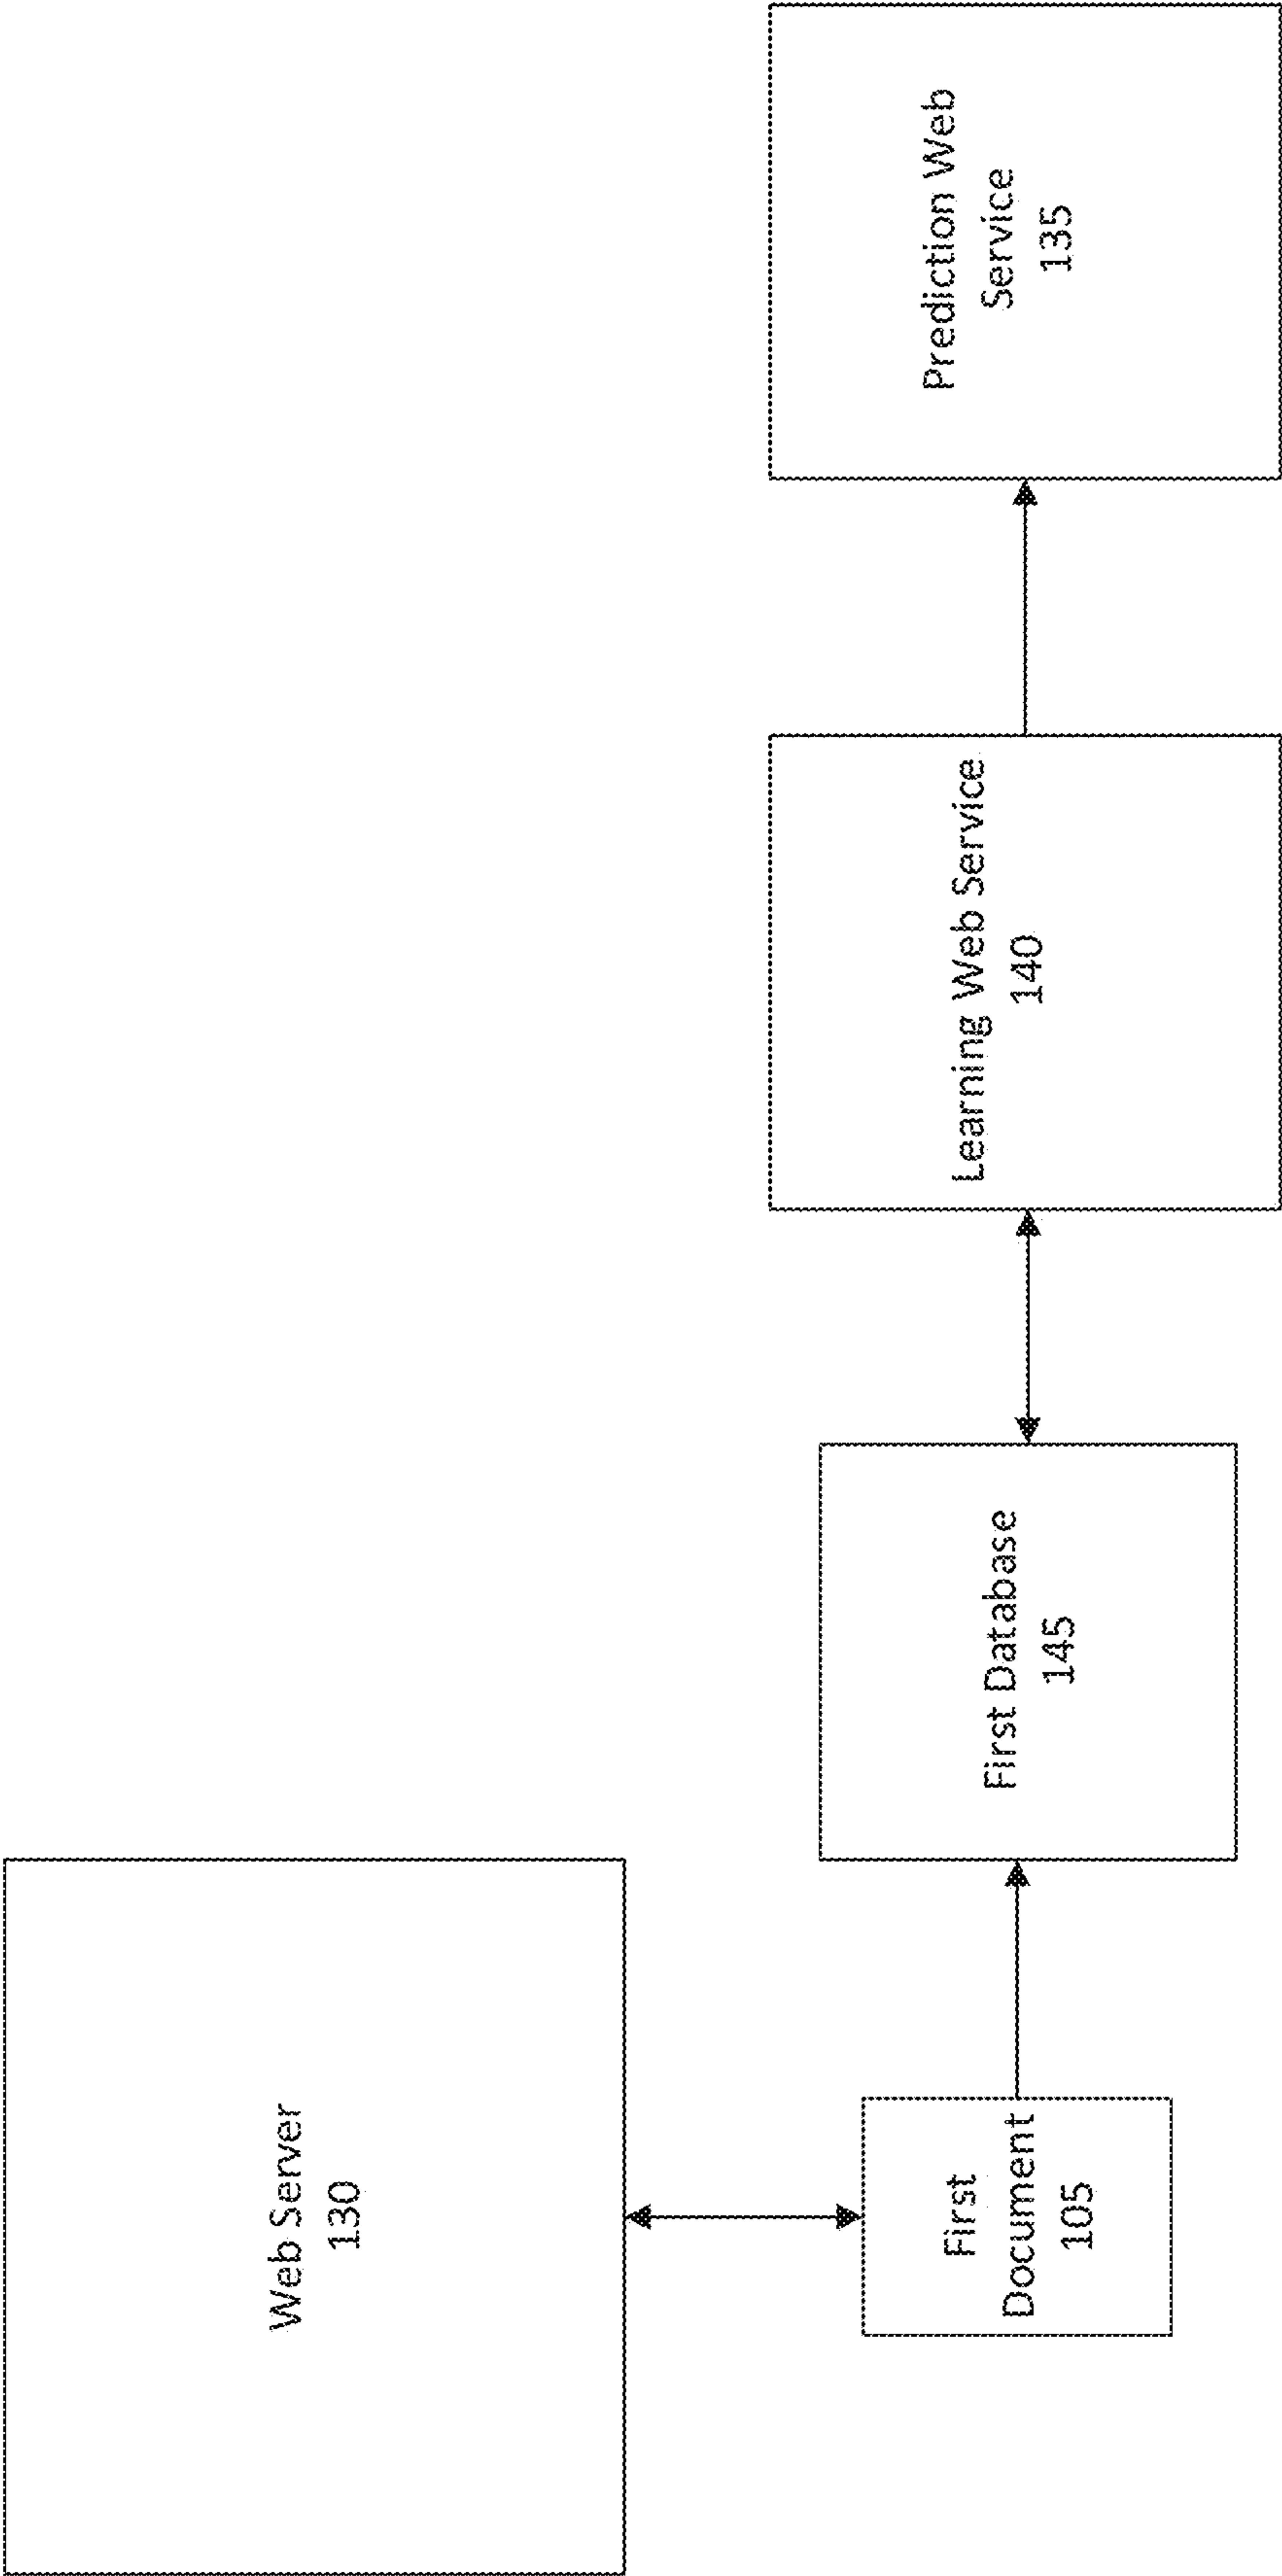 Web Server
130
First
Document
105
First Database
145
Learning Web Service
140
Prediction Web
Service
135